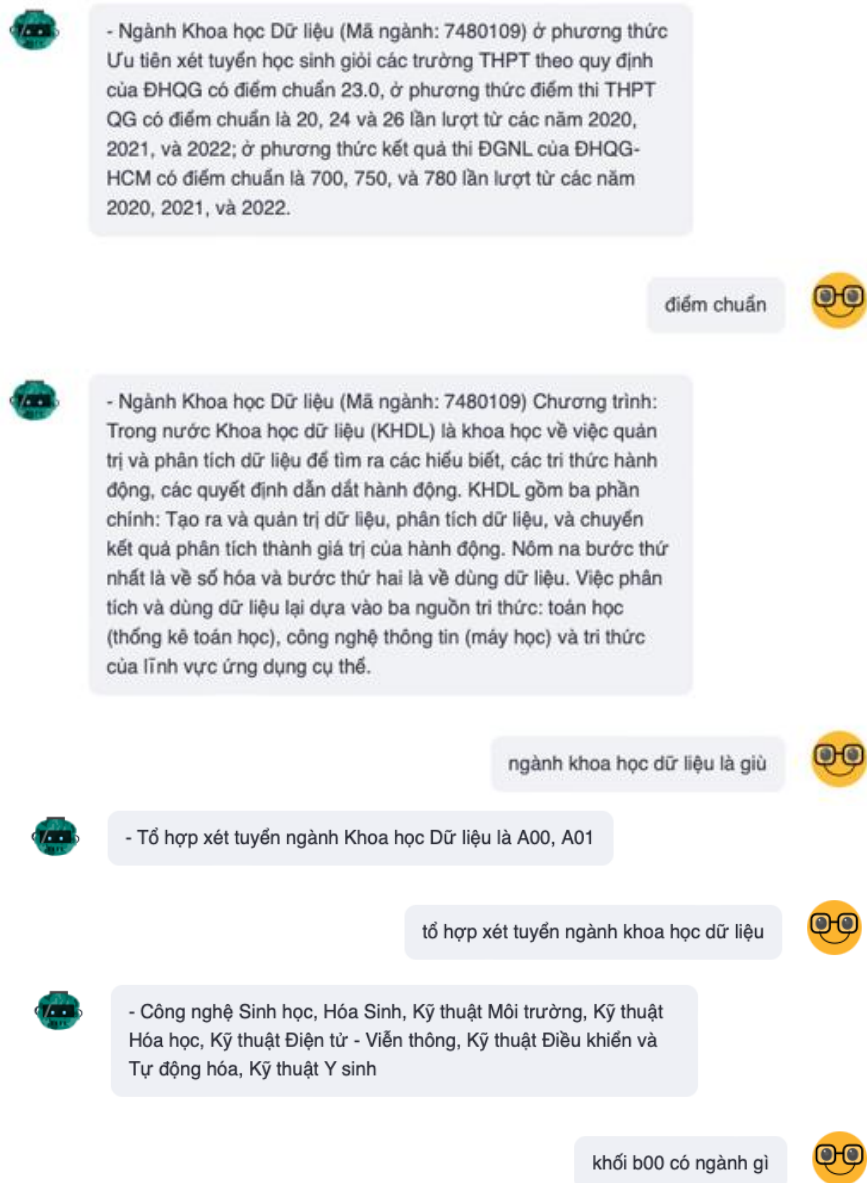 - Ngành Khoa học Dữ liệu (Mã ngành: 7480109) ở phương thức
Ưu tiên xét tuyển học sinh giỏi các trường THPT theo quy định
của ĐHQG có điểm chuẩn 23.0, ở phương thức điểm thi THPT
QG có điểm chuẩn là 20, 24 và 26 lần lượt từ các năm 2020,
2021, và 2022; ở phương thức kết quả thi ĐGNL của ĐHQG-
HCM có điểm chuẩn là 700, 750, và 780 lần lượt từ các năm
2020, 2021, và 2022.
điểm chuẩn
- Ngành Khoa học Dữ liệu (Mã ngành: 7480109) Chương trình:
Trong nước Khoa học dữ liệu (KHDL) là khoa học về việc quản
trị và phân tích dữ liệu để tìm ra các hiểu biết, các tri thức hành
động, các quyết định dẫn dắt hành động. KHDL gồm ba phần
chính: Tạo ra và quản trị dữ liệu, phân tích dữ liệu, và chuyển
kết quả phân tích thành giá trị của hành động. Nôm na bước thứ
nhất là về số hóa và bước thứ hai là về dùng dữ liệu. Việc phân
tích và dùng dữ liệu lại dựa vào ba nguồn tri thức: toán học
(thống kê toán học), công nghệ thông tin (máy học) và tri thức
của lĩnh vực ứng dụng cụ thể.
ngành khoa học dữ liệu là giù
- Tổ hợp xét tuyển ngành Khoa học Dữ liệu là A00, A01
tổ hợp xét tuyển ngành khoa học dữ liệu
- Công nghệ Sinh học, Hóa Sinh, Kỹ thuật Môi trường, Kỹ thuật
Hóa học, Kỹ thuật Điện tử - Viễn thông, Kỹ thuật Điều khiển và
Tự động hóa, Kỹ thuật Y sinh
khối b00 có ngành gì